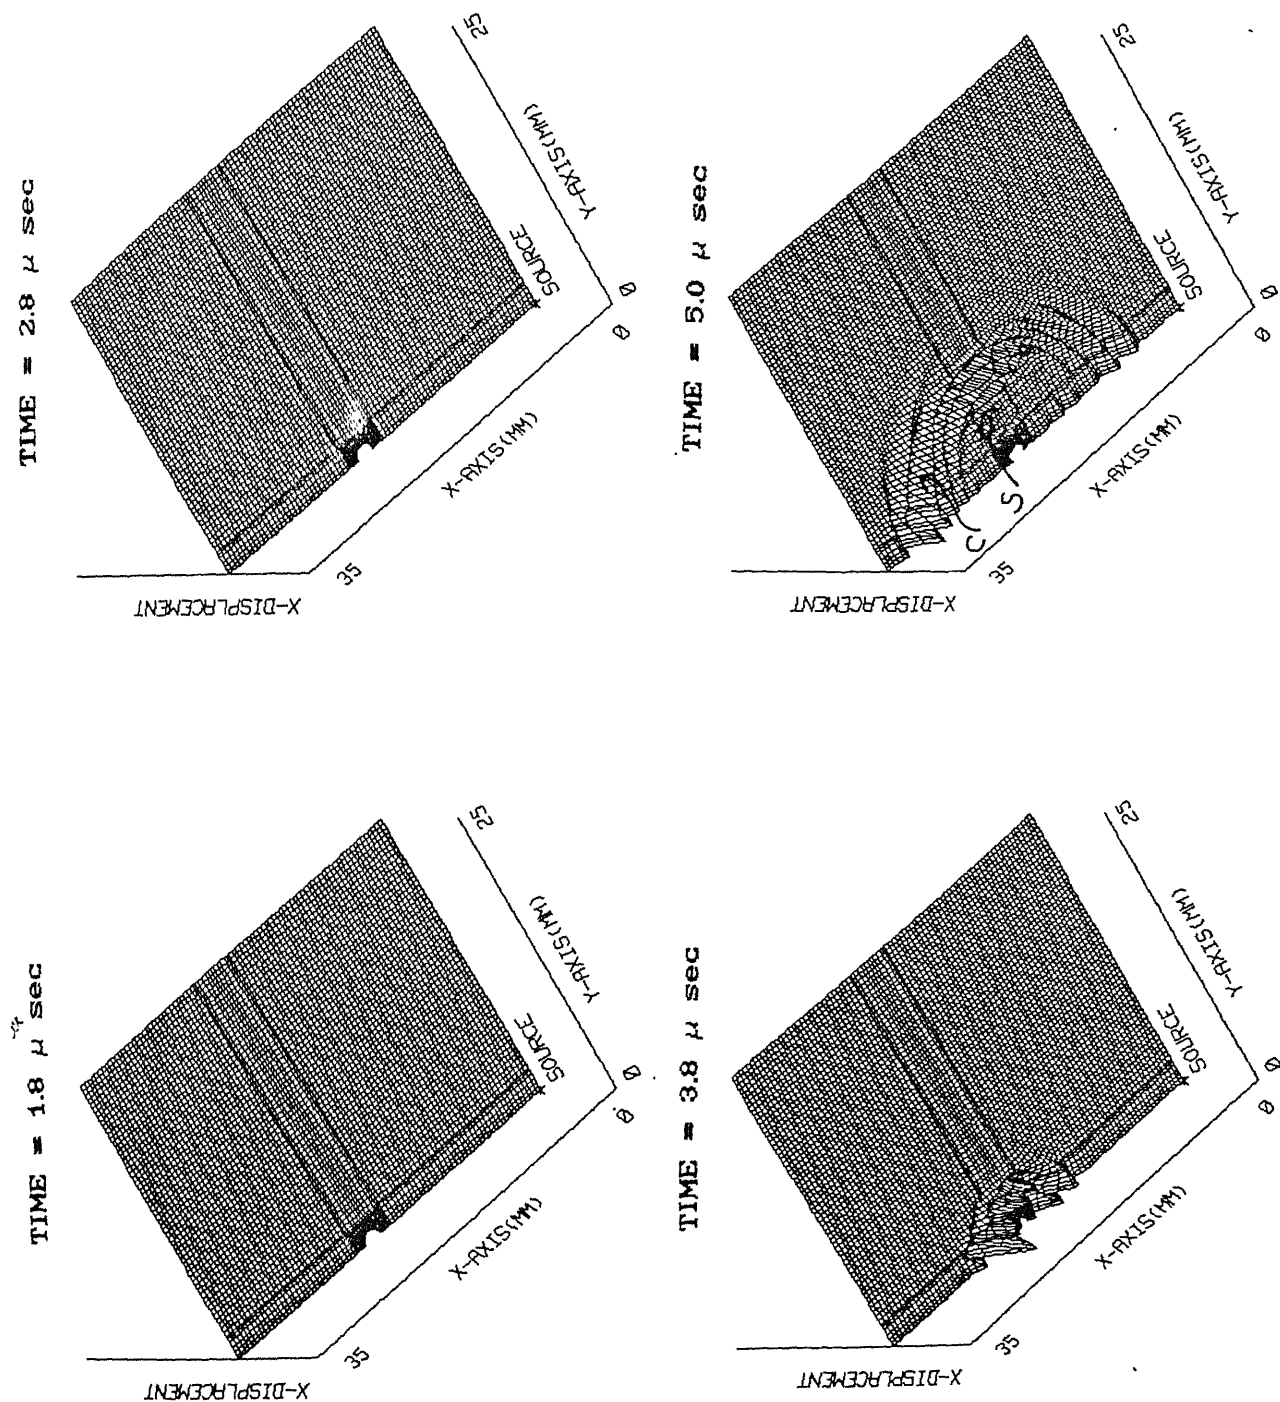 TIME = 1.8 μ sec
X-DISPLACEMENT
35
X-AXIS(MM)
0
0
Y-AXIS(MM)
25
SOURCE
TIME = 2.8 μ sec
X-DISPLACEMENT
35
X-AXIS(MM)
0
0
Y-AXIS(MM)
25
SOURCE
TIME = 3.8 μ sec
X-DISPLACEMENT
35
X-AXIS(MM)
0
0
Y-AXIS(MM)
25
SOURCE
TIME = 5.0 μ sec
X-DISPLACEMENT
35
X-AXIS(MM)
0
0
Y-AXIS(MM)
25
SOURCE
C
S